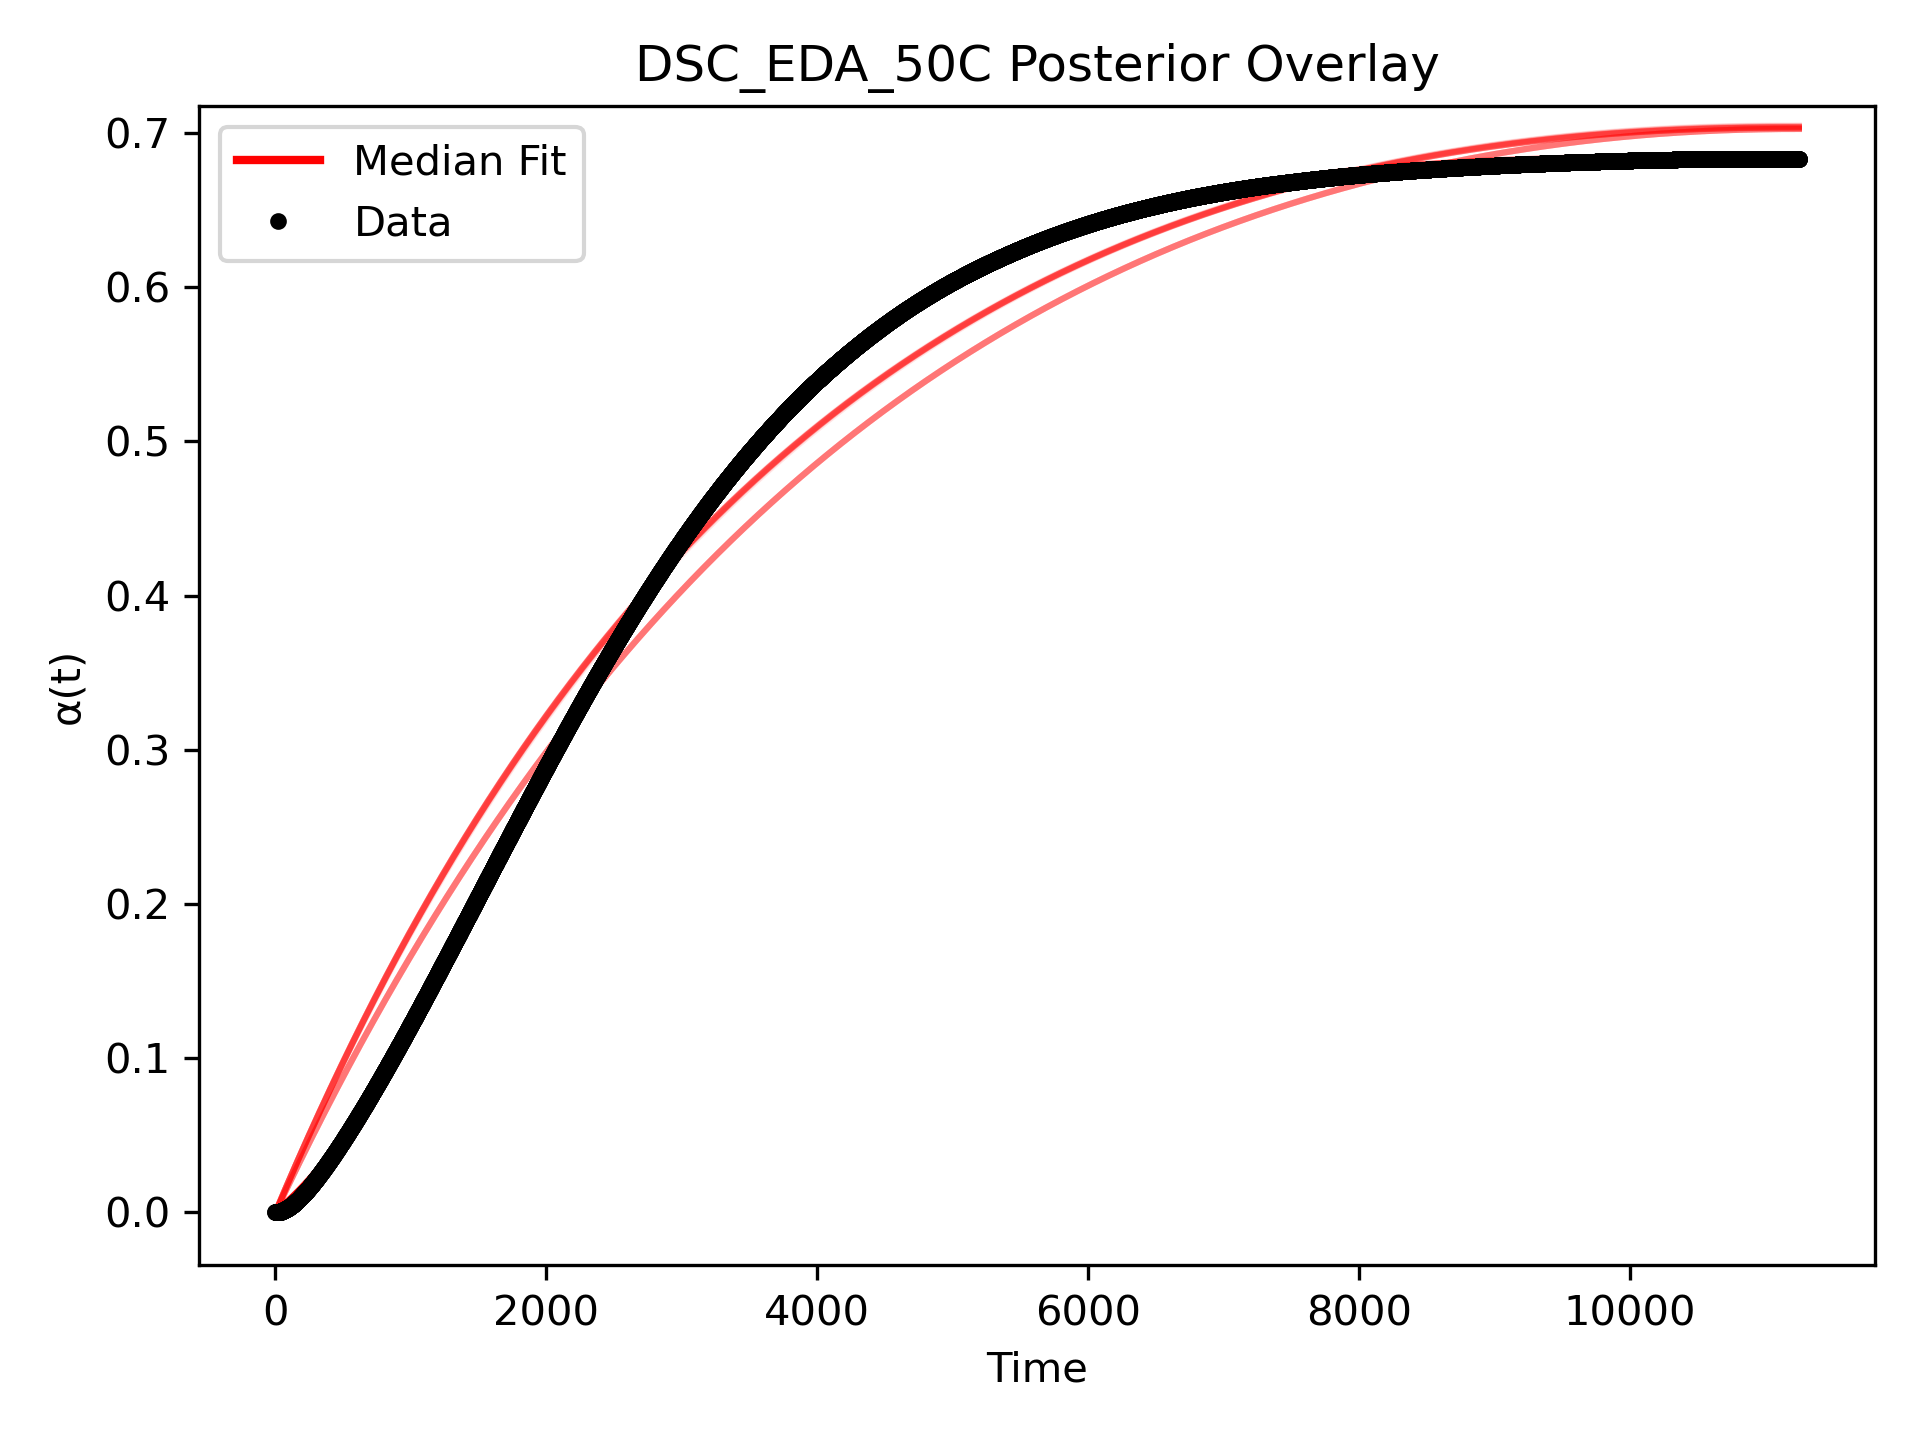 DSC_EDA_50C Posterior Overlay
Median Fit
Data
0.7
0.6
0.5
0.4
0.3
0.2
0.1
0.0
α(t)
0 2000 4000 6000 8000 10000
Time